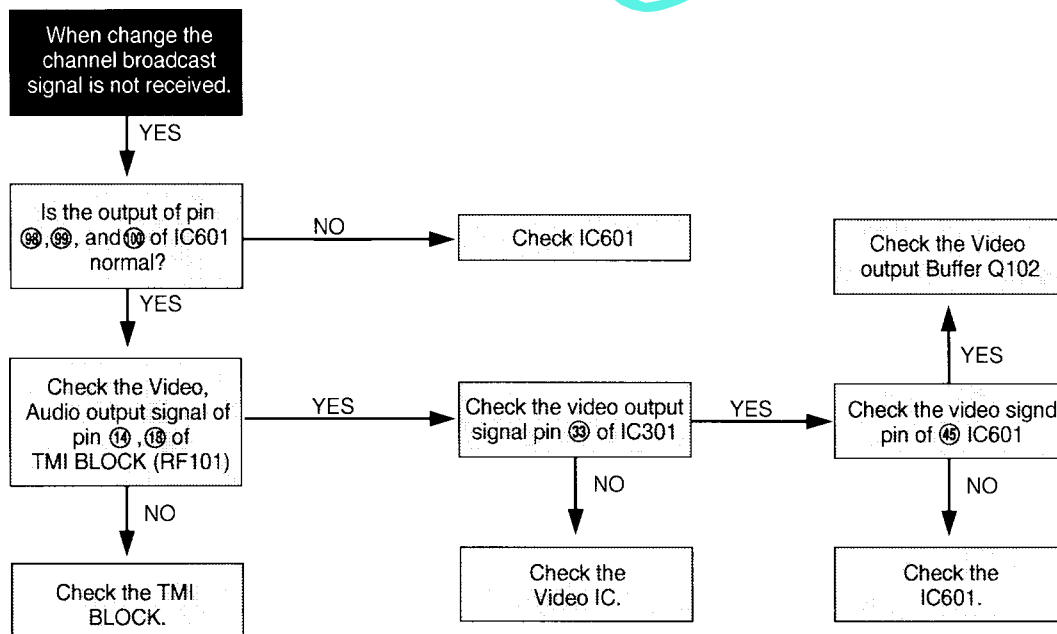 When change the
channel broadcast
signal is not received.
YES
Is the output of pin
98, 99, and 100 of IC601
normal?
NO
Check IC601
YES
Check the Video,
Audio output signal of
pin 14, 18 of
TMI BLOCK (RF101)
YES
Check the video output
signal pin 33 of IC301
YES
Check the video signd
pin of 45 IC601
YES
Check the Video
output Buffer Q102
NO
Check the TMI
BLOCK.
NO
Check the
Video IC.
NO
Check the
IC601.